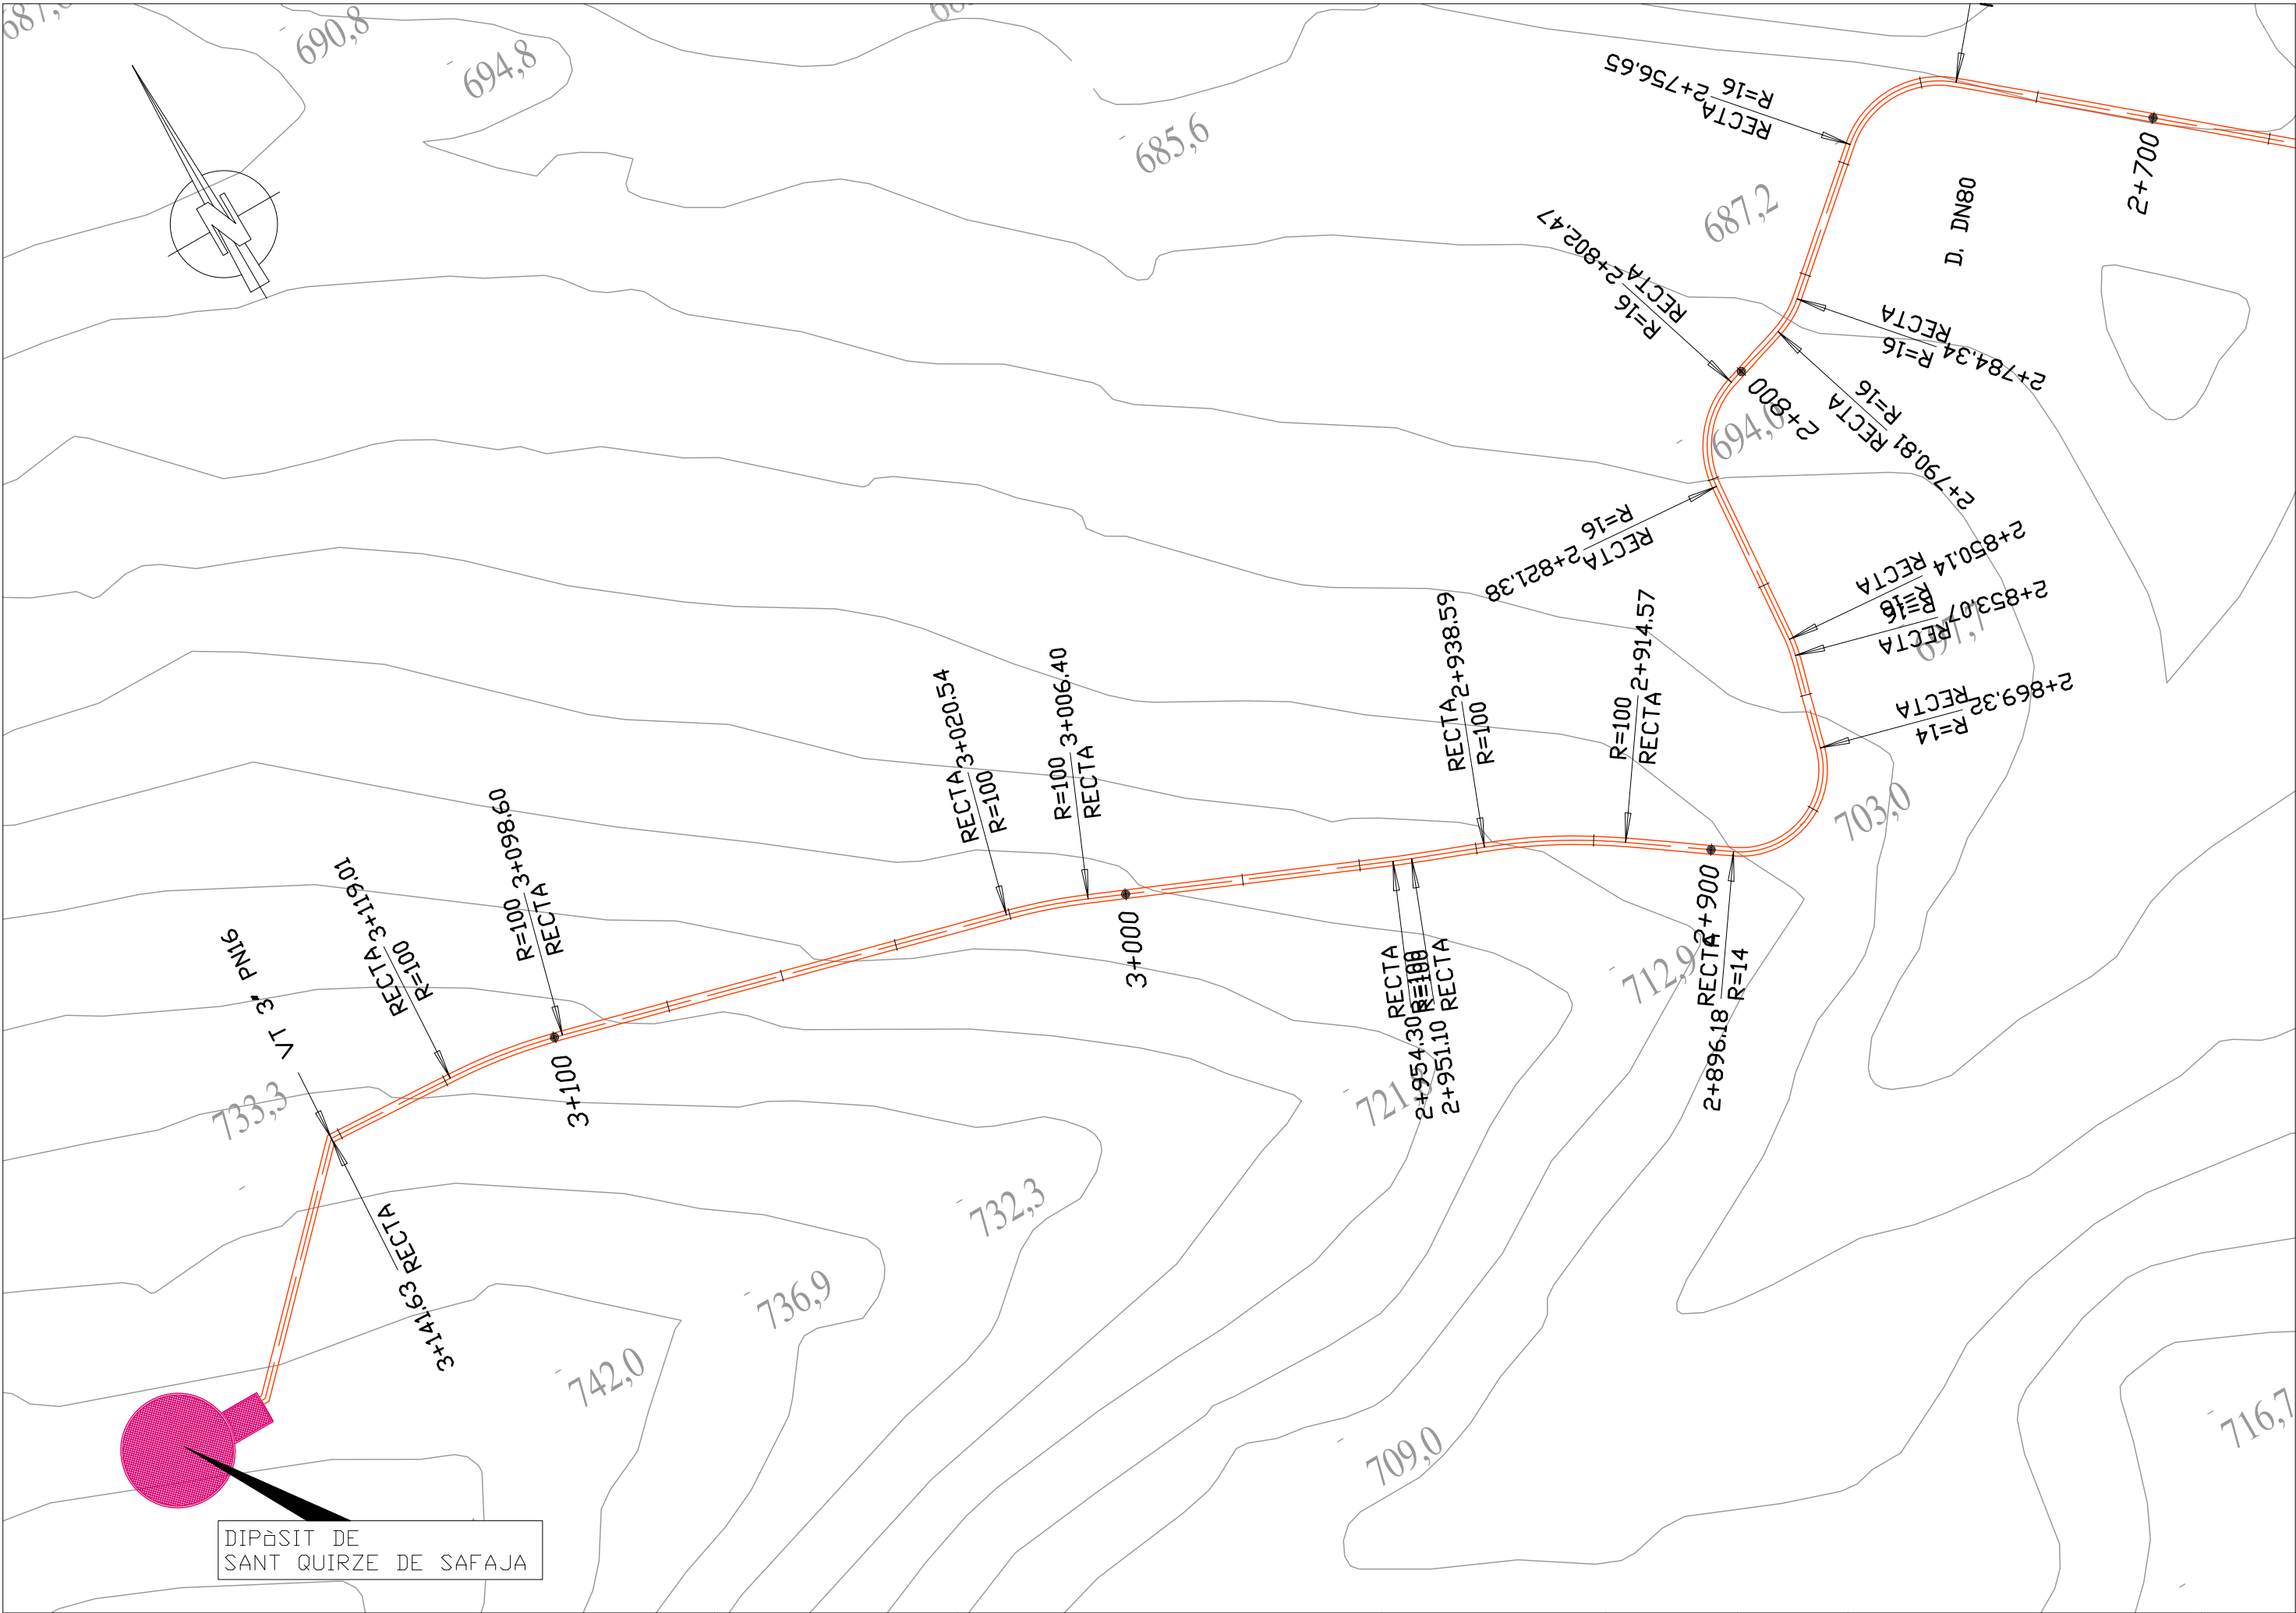 690,8
694,8
685,6
2+756.65
R=16
RECTA
687,2
D. DN80
2+700
2+802.47
RECTA
R=16
RECTA
R=16
2+784.34
2+800
694,0
R=16
RECTA
2+790.81
R=16
2+821.38
RECTA
2+850.14
RECTA
R=16
2+853.07
R=16
RECTA
697,7
2+869.32
RECTA
R=14
703,0
2+938.59
RECTA
R=100
2+914.57
R=100
RECTA
3+006.40
R=100
RECTA
3+020.54
RECTA
R=100
3+098.60
R=100
RECTA
3+119.01
RECTA
R=100
VT 3" PN16
3+000
3+100
2+900
RECTA
2+896.18
R=14
712,9
RECTA
R=100
2+954.30
R=100
RECTA
2+951.10
733,3
732,3
3+141.63 RECTA
736,9
742,0
709,0
716,7
DIPòSIT DE
SANT QUIRZE DE SAFAJA